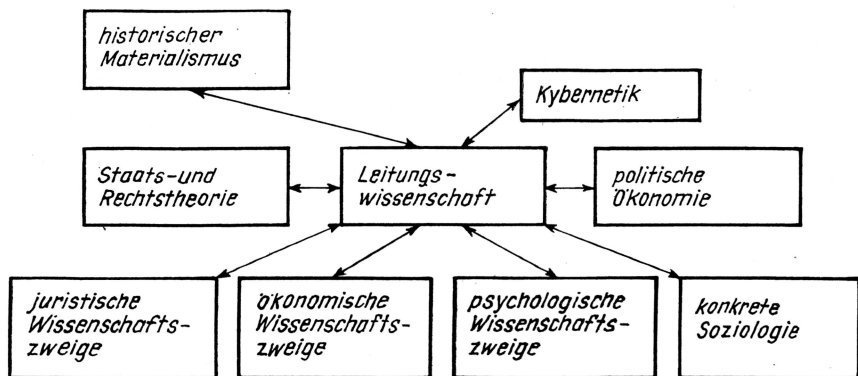 historischer
Materialismus
Kybernetik
Staats- und
Rechtstheorie
Leitungs-
wissenschaft
politische
Ökonomie
juristische
Wissenschafts-
zweige
ökonomische
Wissenschafts-
zweige
psychologische
Wissenschafts-
zweige
konkrete
Soziologie